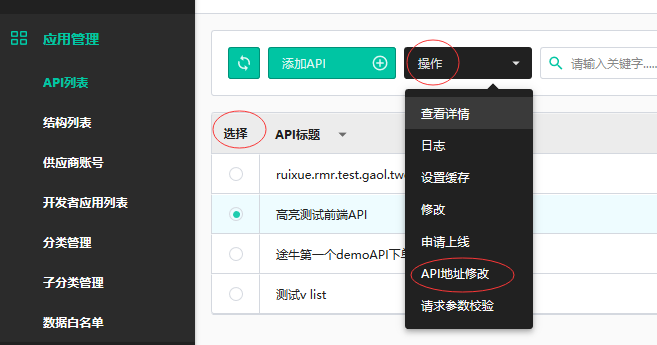 应用管理
API列表
结构列表
供应商账号
开发者应用列表
分类管理
子分类管理
数据白名单
添加API
操作
请输入关键字.....
查看详情
日志
设置缓存
修改
申请上线
API地址修改
请求参数校验
选择 API标题
ruixue.rmr.test.gaol.tw
高亮测试前端API
途牛第一个demoAPI下单
测试v list